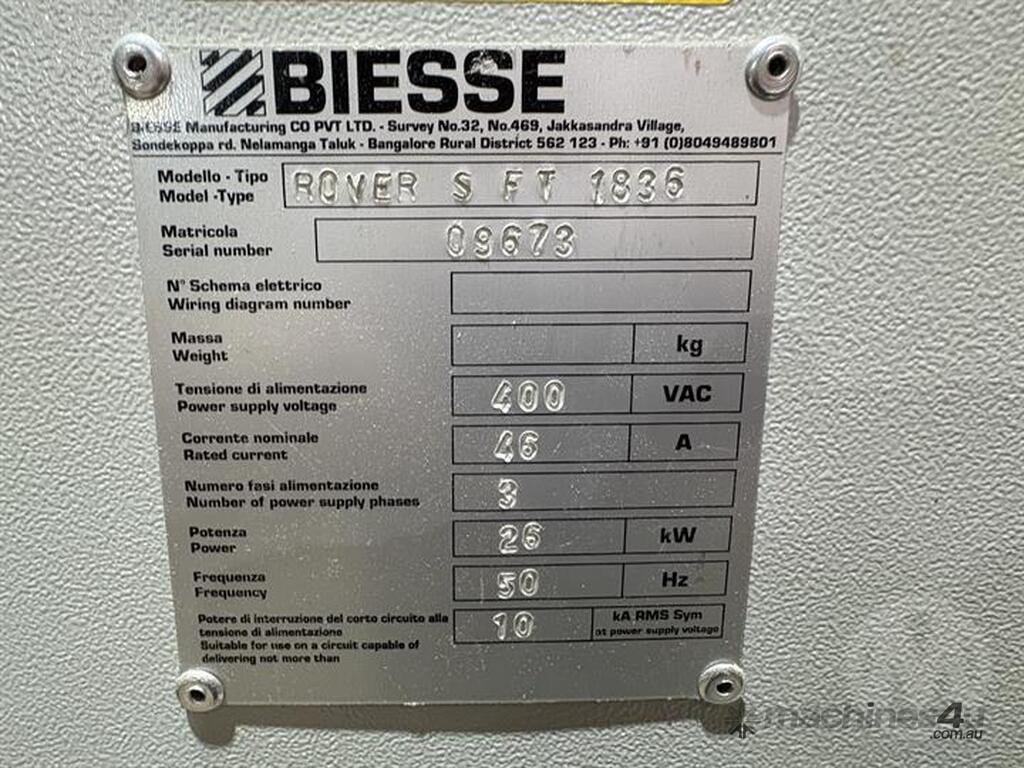 BIESSE
BIESSE Manufacturing CO PVT LTD. - Survey No.32, No.469, Jakkasandra Village,
Sondekoppa rd. Nelamanga Taluk - Bangalore Rural District 562 123 - Ph: +91 (0)8049489801
Modello - Tipo
Model -Type
ROVER S FT 1836
Matricola
Serial number
09673
N° Schema elettrico
Wiring diagram number
Massa
Weight
kg
Tensione di alimentazione
Power supply voltage
400 VAC
Corrente nominale
Rated current
46 A
Numero fasi alimentazione
Number of power supply phases
3
Potenza
Power
26 kW
Frequenza
Frequency
50 Hz
Potere di interruzione del corto circuito alla
tensione di alimentazione
Suitable for use on a circuit capable of
delivering not more than
10 kA RMS Sym
at power supply voltage
machines4u
.com.au